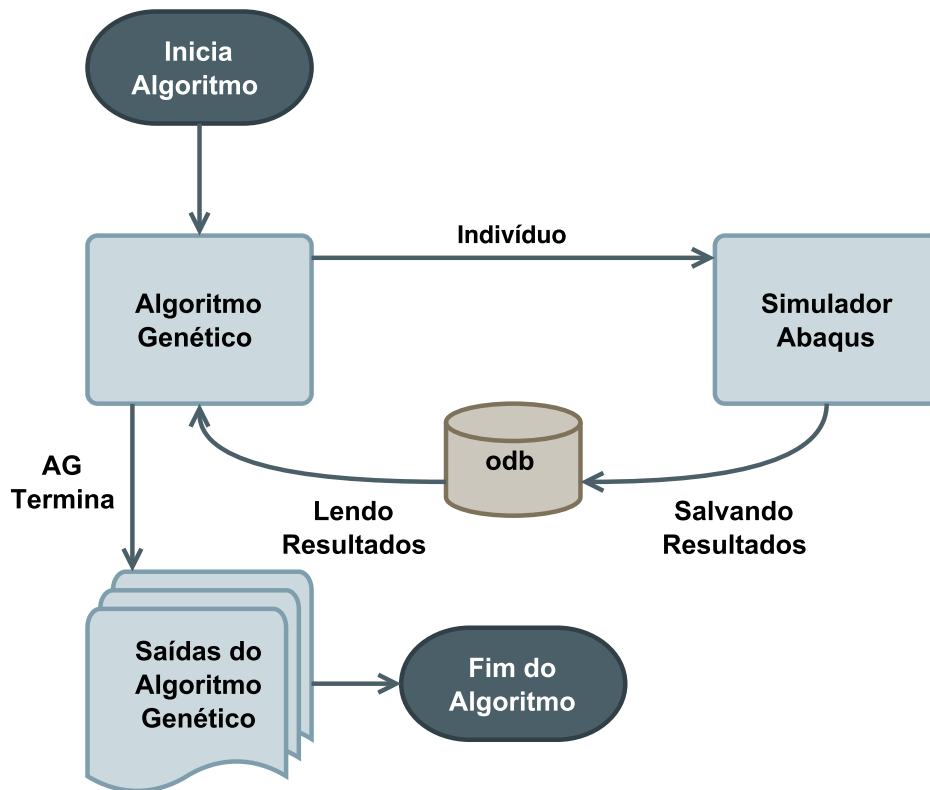 Inicia
Algoritmo
Indivíduo
Algoritmo
Genético
Simulador
Abaqus
odb
AG
Termina
Lendo
Resultados
Salvando
Resultados
Saídas do
Algoritmo
Genético
Fim do
Algoritmo